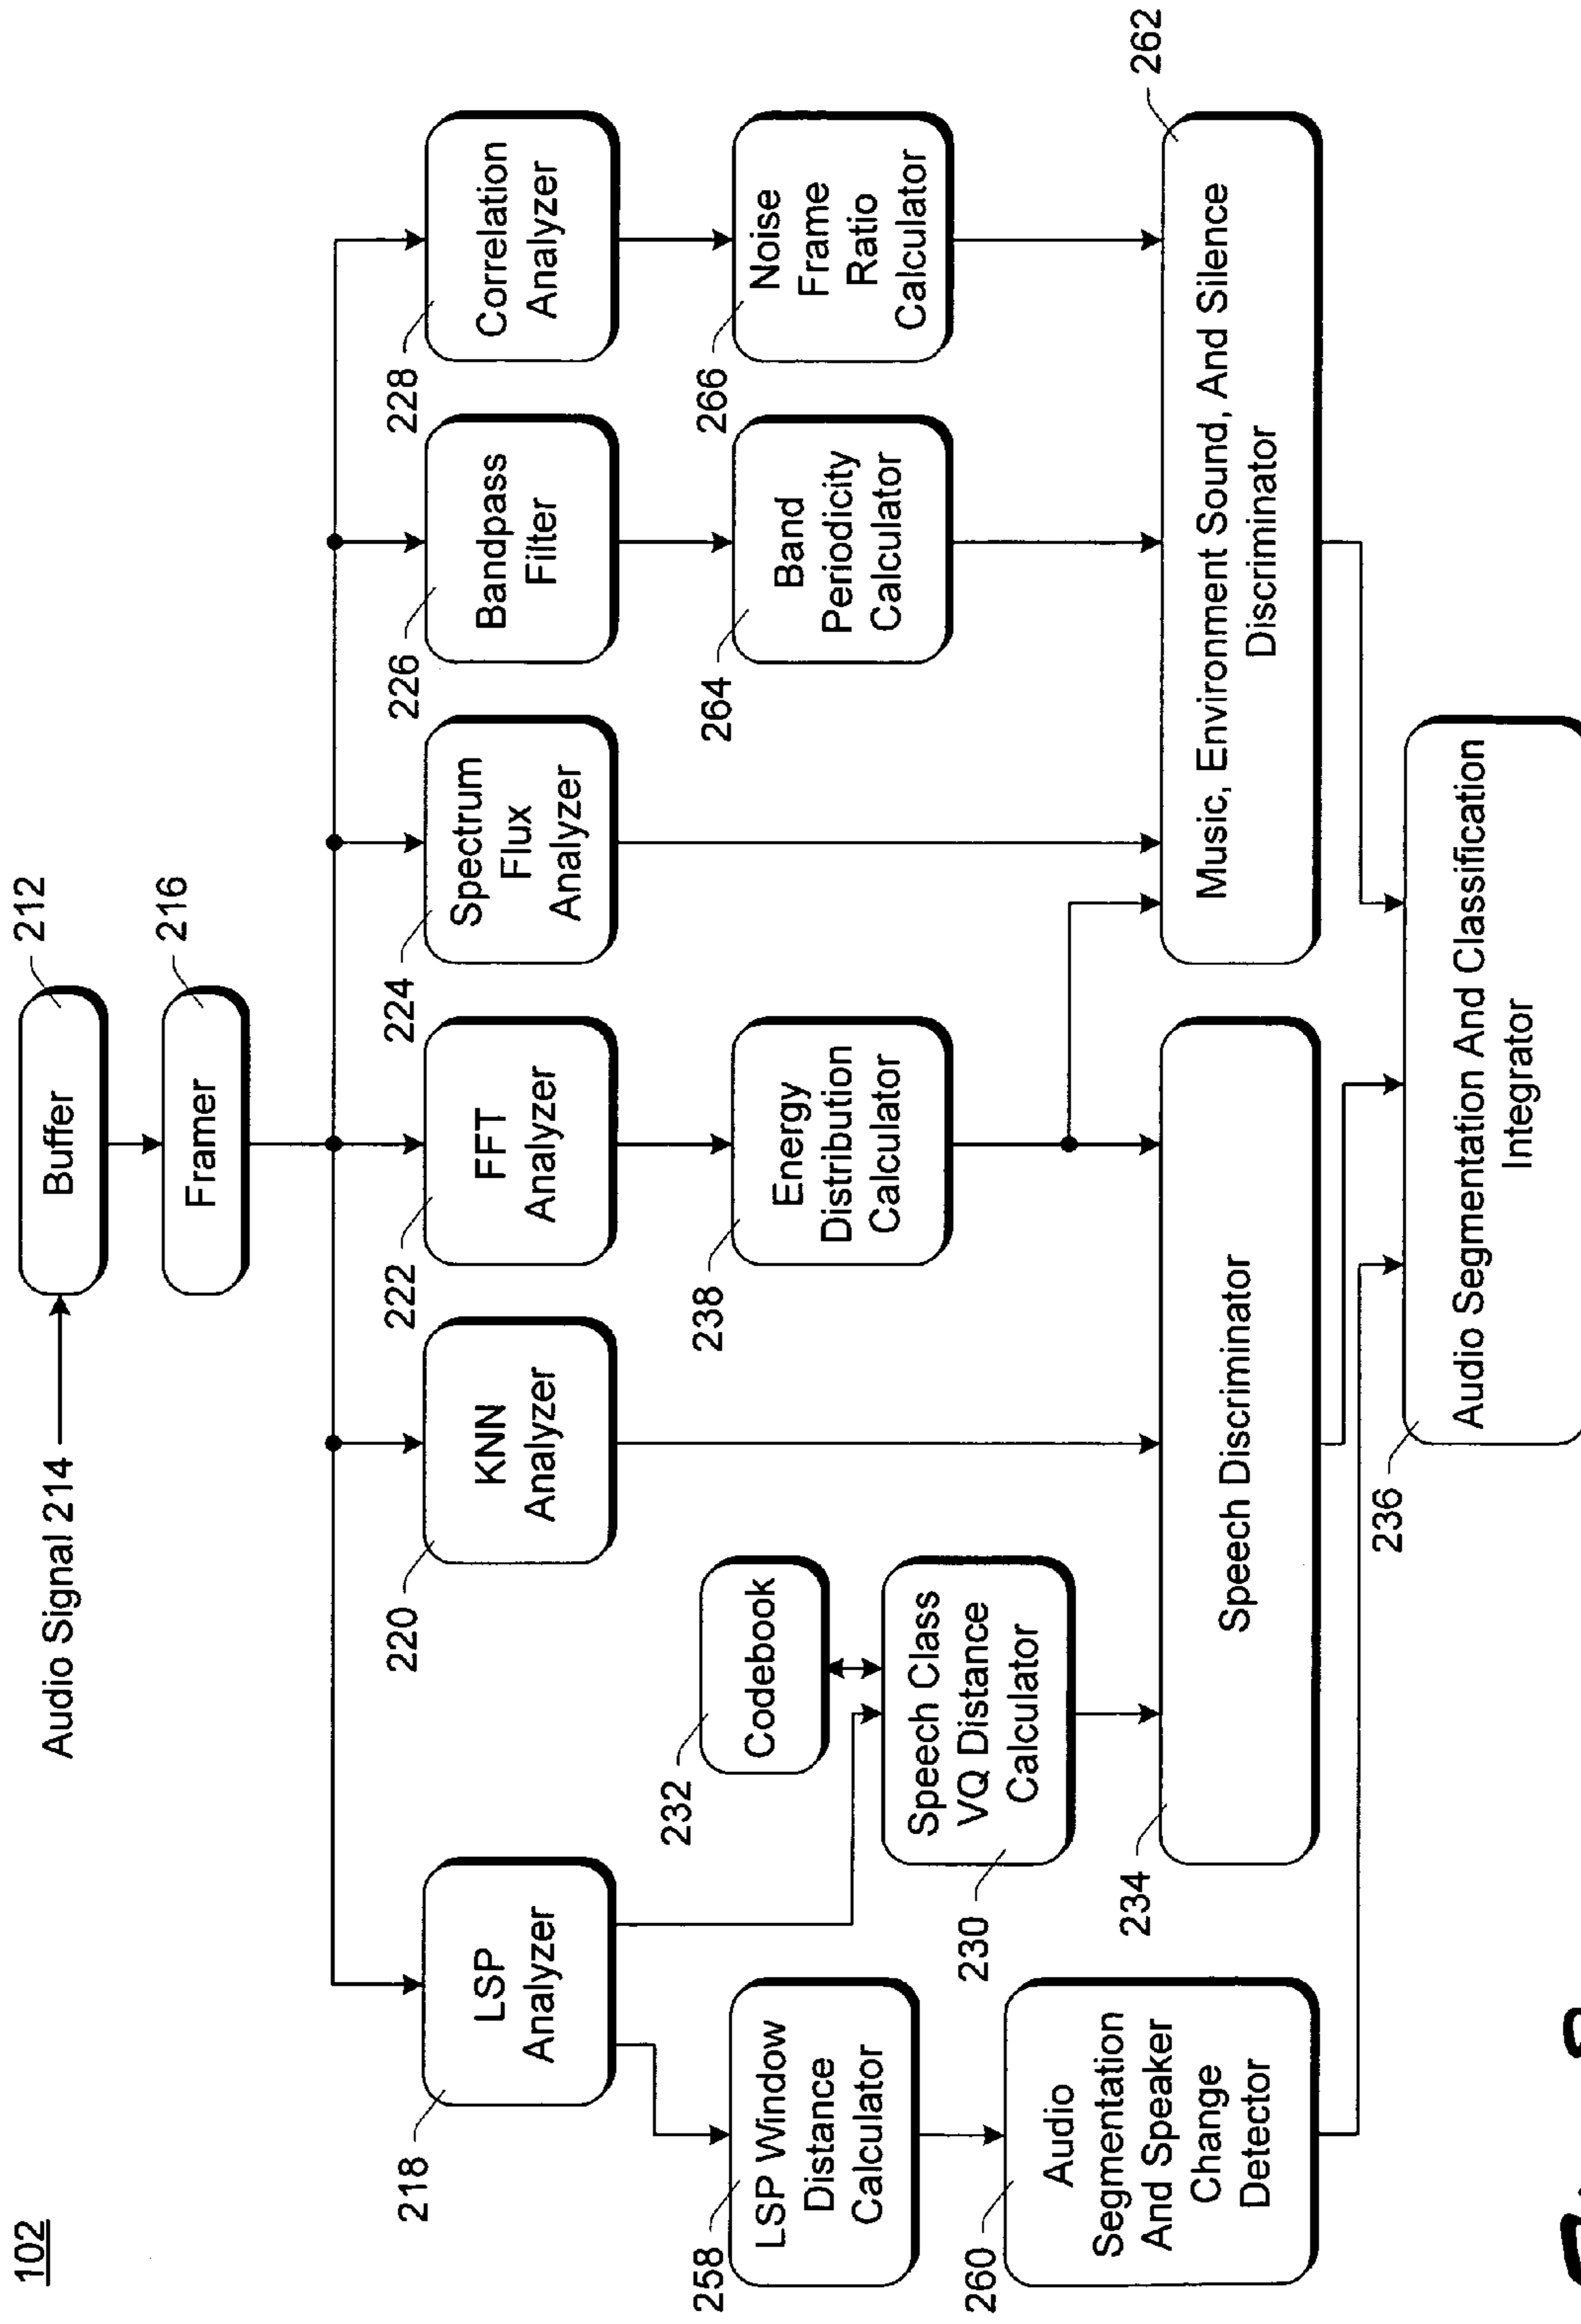 102
Audio Signal 214
Buffer
212
Framer
216
218
LSP
Analyzer
220
KNN
Analyzer
222
FFT
Analyzer
224
Spectrum
Flux
Analyzer
226
Bandpass
Filter
228
Correlation
Analyzer
232
Codebook
258
LSP Window
Distance
Calculator
230
Speech Class
VQ Distance
Calculator
238
Energy
Distribution
Calculator
264
Band
Periodicity
Calculator
266
Noise
Frame
Ratio
Calculator
260
Audio
Segmentation
And Speaker
Change
Detector
234
Speech Discriminator
262
Music, Environment Sound, And Silence
Discriminator
236
Audio Segmentation And Classification
Integrator